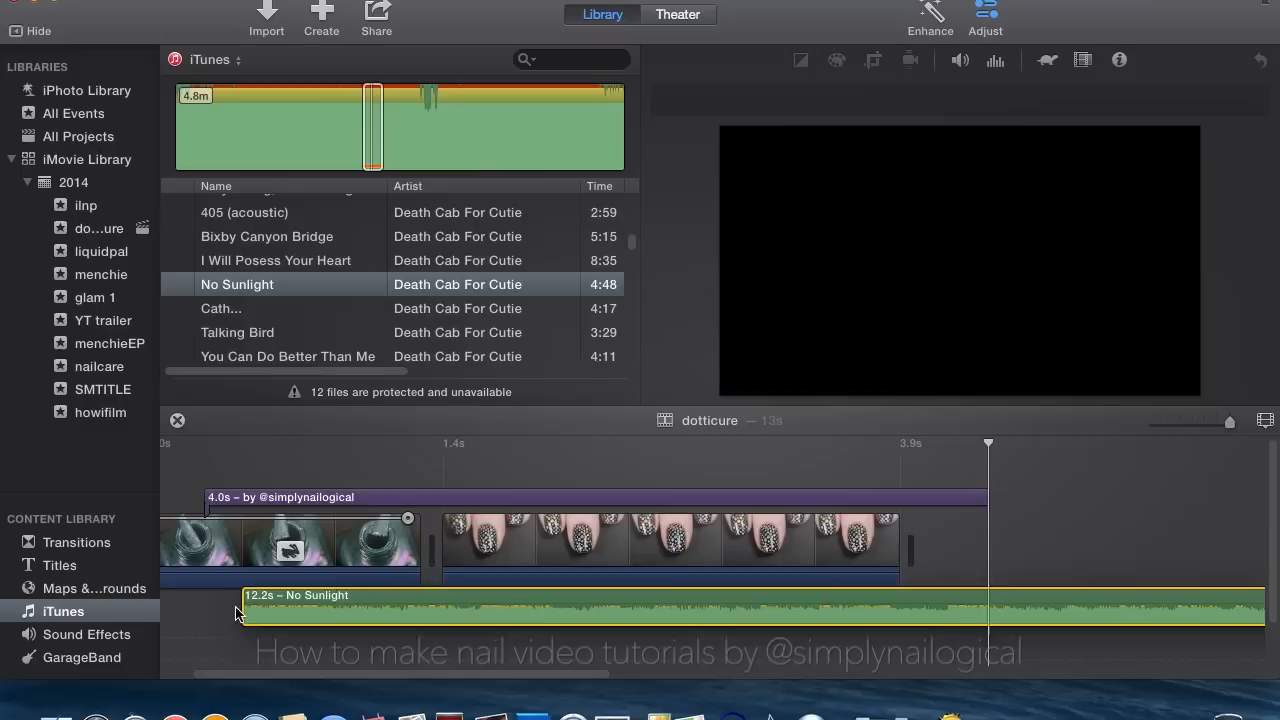 Library Theater
Hide Import Create Share Enhance Adjust
LIBRARIES
iPhoto Library
All Events
All Projects
iMovie Library
2014
ilnp
do...ure
liquidpal
menchie
glam 1
YT trailer
menchieEP
nailcare
SMTITLE
howifilm
CONTENT LIBRARY
Transitions
Titles
Maps &...rounds
iTunes
Sound Effects
GarageBand
iTunes
4.8m
Name Artist Time
405 (acoustic) Death Cab For Cutie 2:59
Bixby Canyon Bridge Death Cab For Cutie 5:15
I Will Posess Your Heart Death Cab For Cutie 8:35
No Sunlight Death Cab For Cutie 4:48
Cath... Death Cab For Cutie 4:17
Talking Bird Death Cab For Cutie 3:29
You Can Do Better Than Me Death Cab For Cutie 4:11
12 files are protected and unavailable
dotticure — 13s
0s 1.4s 3.9s
4.0s – by @simplynailogical
12.2s – No Sunlight
How to make nail video tutorials by @simplynailogical